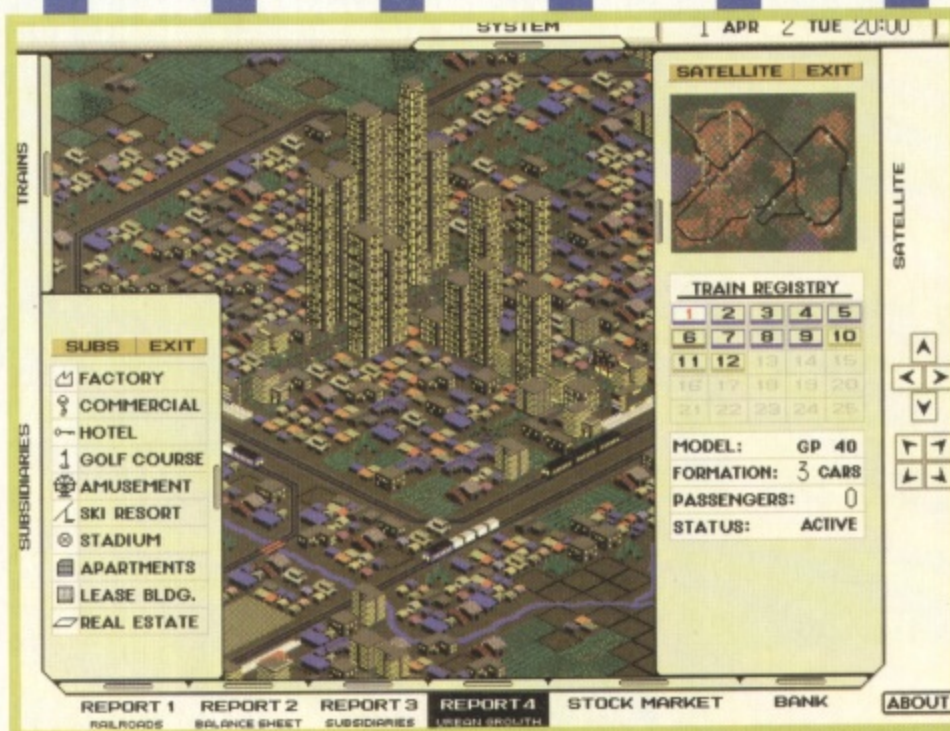 SYSTEM
1 APR 2 TUE 20:00
TRAINS
SUBSIDIARIES
SATELLITE EXIT
SATELLITE
TRAIN REGISTRY
1 2 3 4 5
6 7 8 9 10
11 12 13 14 15
16 17 18 19 20
21 22 23 24 25
MODEL: GP 40
FORMATION: 3 CARS
PASSENGERS: 0
STATUS: ACTIVE
SUBS EXIT
FACTORY
COMMERCIAL
HOTEL
GOLF COURSE
AMUSEMENT
SKI RESORT
STADIUM
APARTMENTS
LEASE BLDG.
REAL ESTATE
REPORT 1
RAILROADS
REPORT 2
BALANCE SHEET
REPORT 3
SUBSIDIARIES
REPORT 4
URBAN GROWTH
STOCK MARKET
BANK
ABOUT